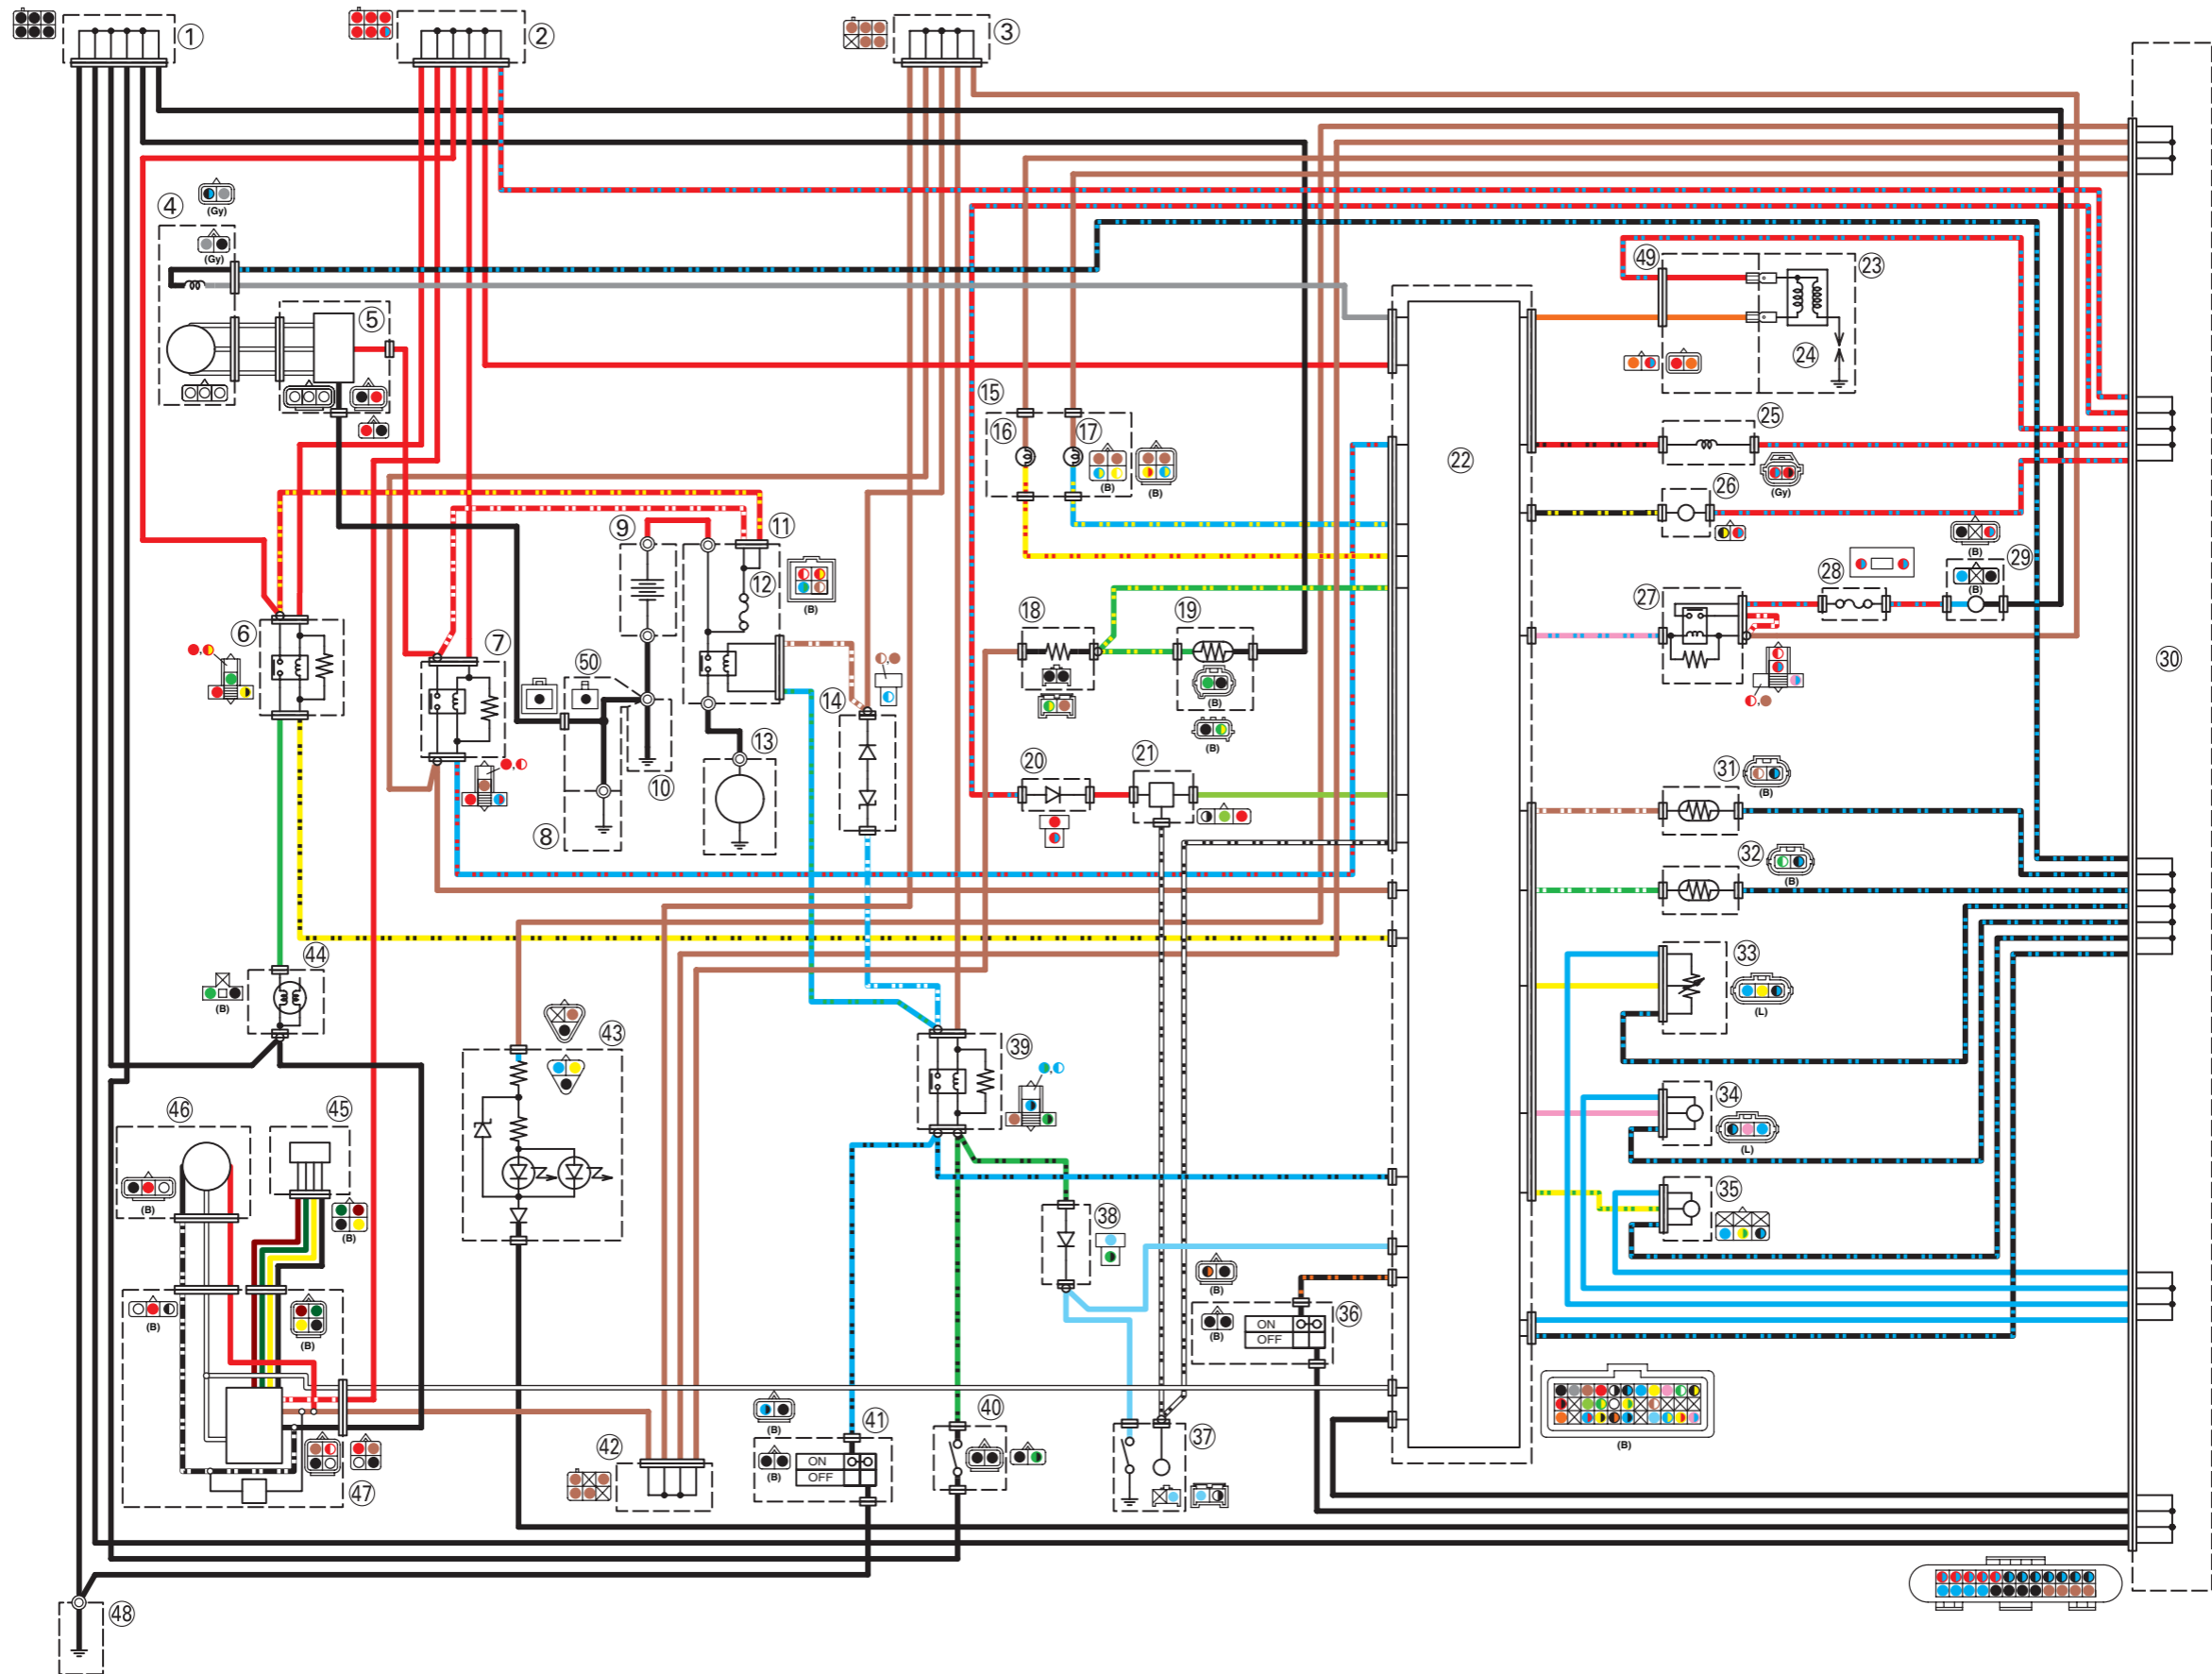 ①
②
③
④
(Gy)
(Gy)
⑤
㊾
㉓
㉔
⑮
⑯
⑰
(B)
(B)
㉒
㉕
(Gy)
㉖
⑨
⑪
⑫
(B)
(B)
㉙
(B)
㉘
㉗
⑥
⑦
㊿
⑱
⑲
(B)
(B)
㉚
⑭
⑬
⑩
⑧
⑳
㉑
㉛
(B)
㉜
(B)
㊹
(B)
㉝
(L)
㊸
㊴
㉞
(L)
㊻
㊺
(B)
(B)
㉟
㊳
(B)
㊱
(B)
ON
OFF
(B)
(B)
(B)
㊶
(B)
(B)
ON
OFF
㊵
㊲
㊷
㊼
㊽